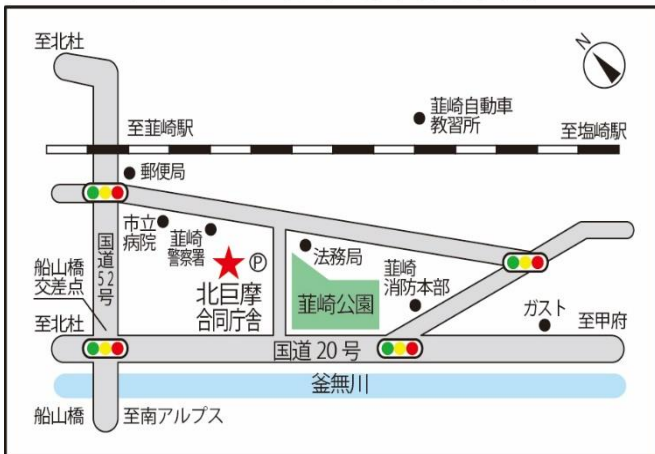 至北杜
N
至韮崎駅
韮崎自動車
教習所
至塩崎駅
郵便局
市立
病院
韮崎
警察署
P
法務局
国道52号
船山橋
交差点
北巨摩
合同庁舎
韮崎公園
韮崎
消防本部
ガスト
至北杜
至甲府
国道20号
釜無川
船山橋
至南アルプス